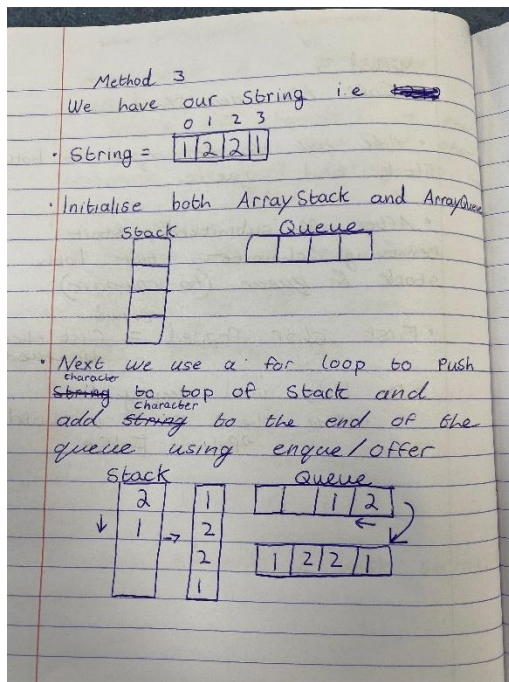 Method 3
We have our String i.e
0 1 2 3
· String = 1 2 2 1
· Initialise both ArrayStack and ArrayQueue
Stack Queue
· Next we use a for loop to Push
character
String to top of Stack and
character
add string to the end of the
queue using enque/offer
Stack Queue
2 1 1 2
1 2
2 1 2 2 1
1